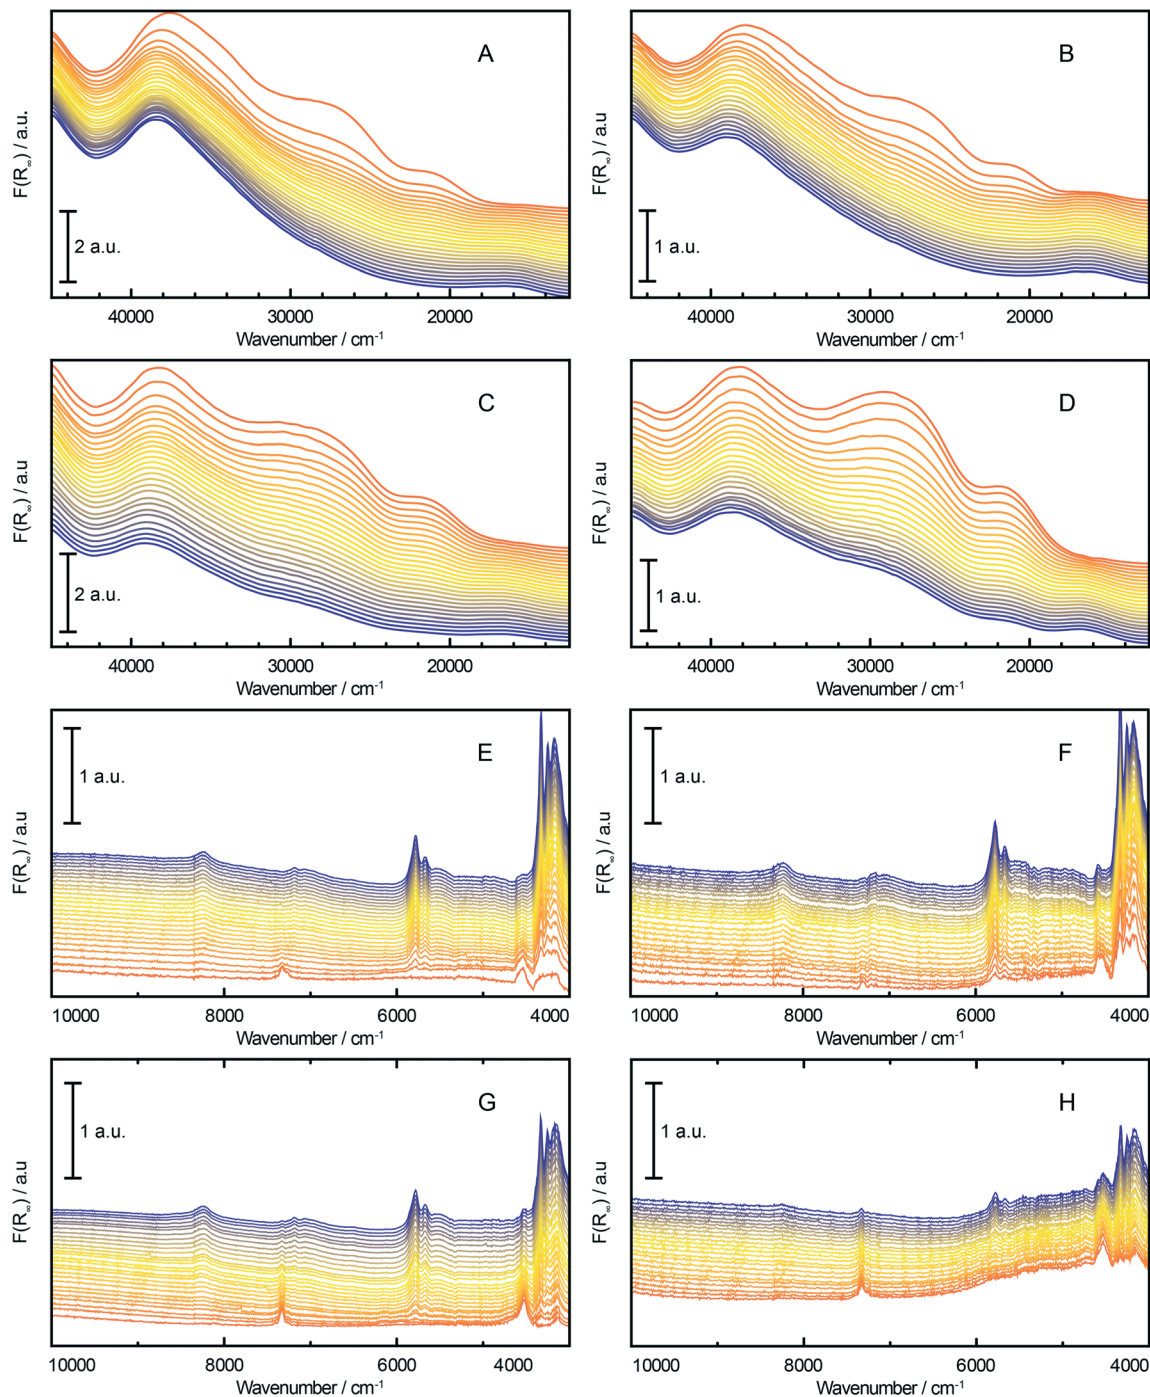 A
F(R∞) / a.u.
2 a.u.
40000 30000 20000
Wavenumber / cm⁻¹
B
F(R∞) / a.u
1 a.u.
40000 30000 20000
Wavenumber / cm⁻¹
C
F(R∞) / a.u
2 a.u.
40000 30000 20000
Wavenumber / cm⁻¹
D
F(R∞) / a.u
1 a.u.
40000 30000 20000
Wavenumber / cm⁻¹
E
1 a.u.
F(R∞) / a.u
10000 8000 6000 4000
Wavenumber / cm⁻¹
F
1 a.u.
F(R∞) / a.u
10000 8000 6000 4000
Wavenumber / cm⁻¹
G
1 a.u.
F(R∞) / a.u
10000 8000 6000 4000
Wavenumber / cm⁻¹
H
1 a.u.
F(R∞) / a.u
10000 8000 6000 4000
Wavenumber / cm⁻¹